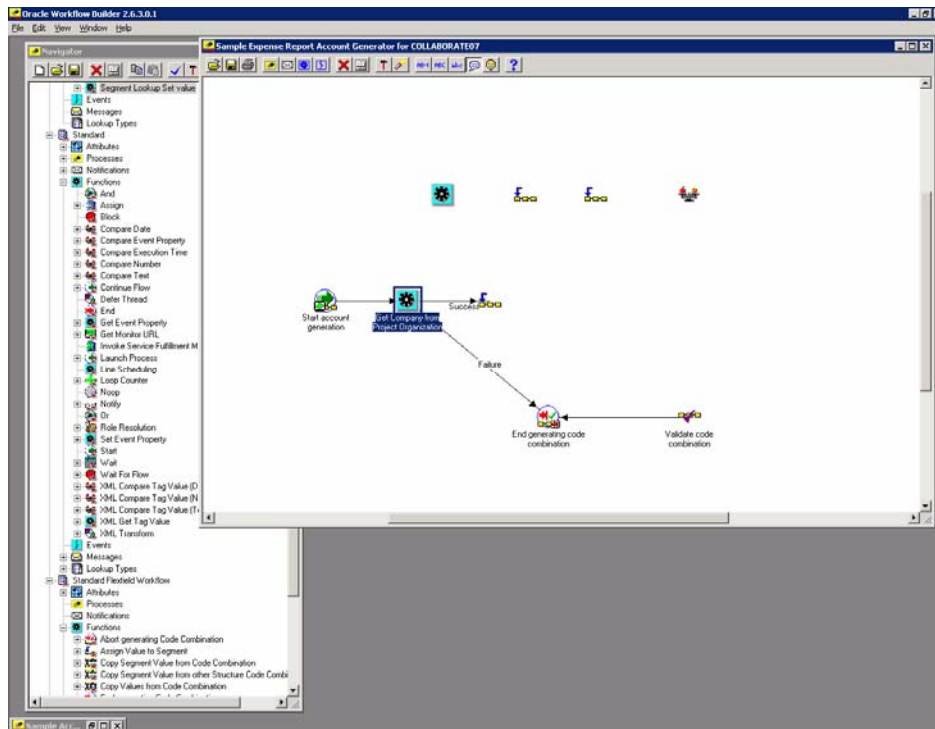 Oracle Workflow Builder 2.6.3.0.1
File Edit View Window Help
Navigator
Segment Lookup Set value
Events
Messages
Lookup Types
Standard
Attributes
Processes
Notifications
Functions
And
Assign
Block
Compare Date
Compare Event Property
Compare Execution Time
Compare Number
Compare Text
Continue Flow
Defer Thread
End
Get Event Property
Get Monitor URL
Invoke Service Fulfillment M
Launch Process
Line Scheduling
Loop Counter
Noop
Notify
Or
Role Resolution
Set Event Property
Start
Wait
Wait For Flow
XML Compare Tag Value (D
XML Compare Tag Value (N
XML Compare Tag Value (Te
XML Get Tag Value
XML Transform
Events
Messages
Lookup Types
Standard Flexfield Workflow
Attributes
Processes
Notifications
Functions
Abort generating Code Combination
Assign Value to Segment
Copy Segment Value from Code Combination
Copy Segment Value from other Structure Code Combi
Copy Values from Code Combination
Sample Expense Report Account Generator for COLLABORATE07
Start account
generation
Get Company from
Project Organization
Success
Failure
End generating code
combination
Validate code
combination
Sample Acc...